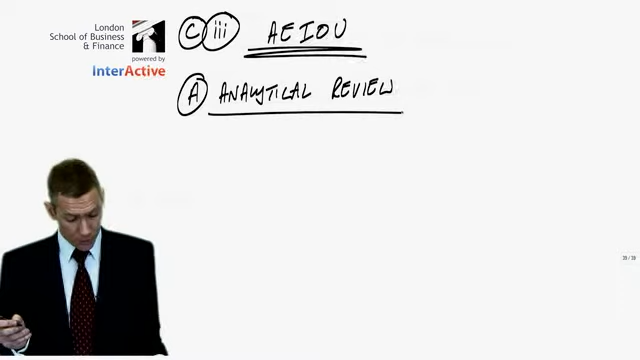 London
School of Business
& Finance
powered by
InterActive
C iii AEIOU
A ANALYTICAL REVIEW
39 / 38